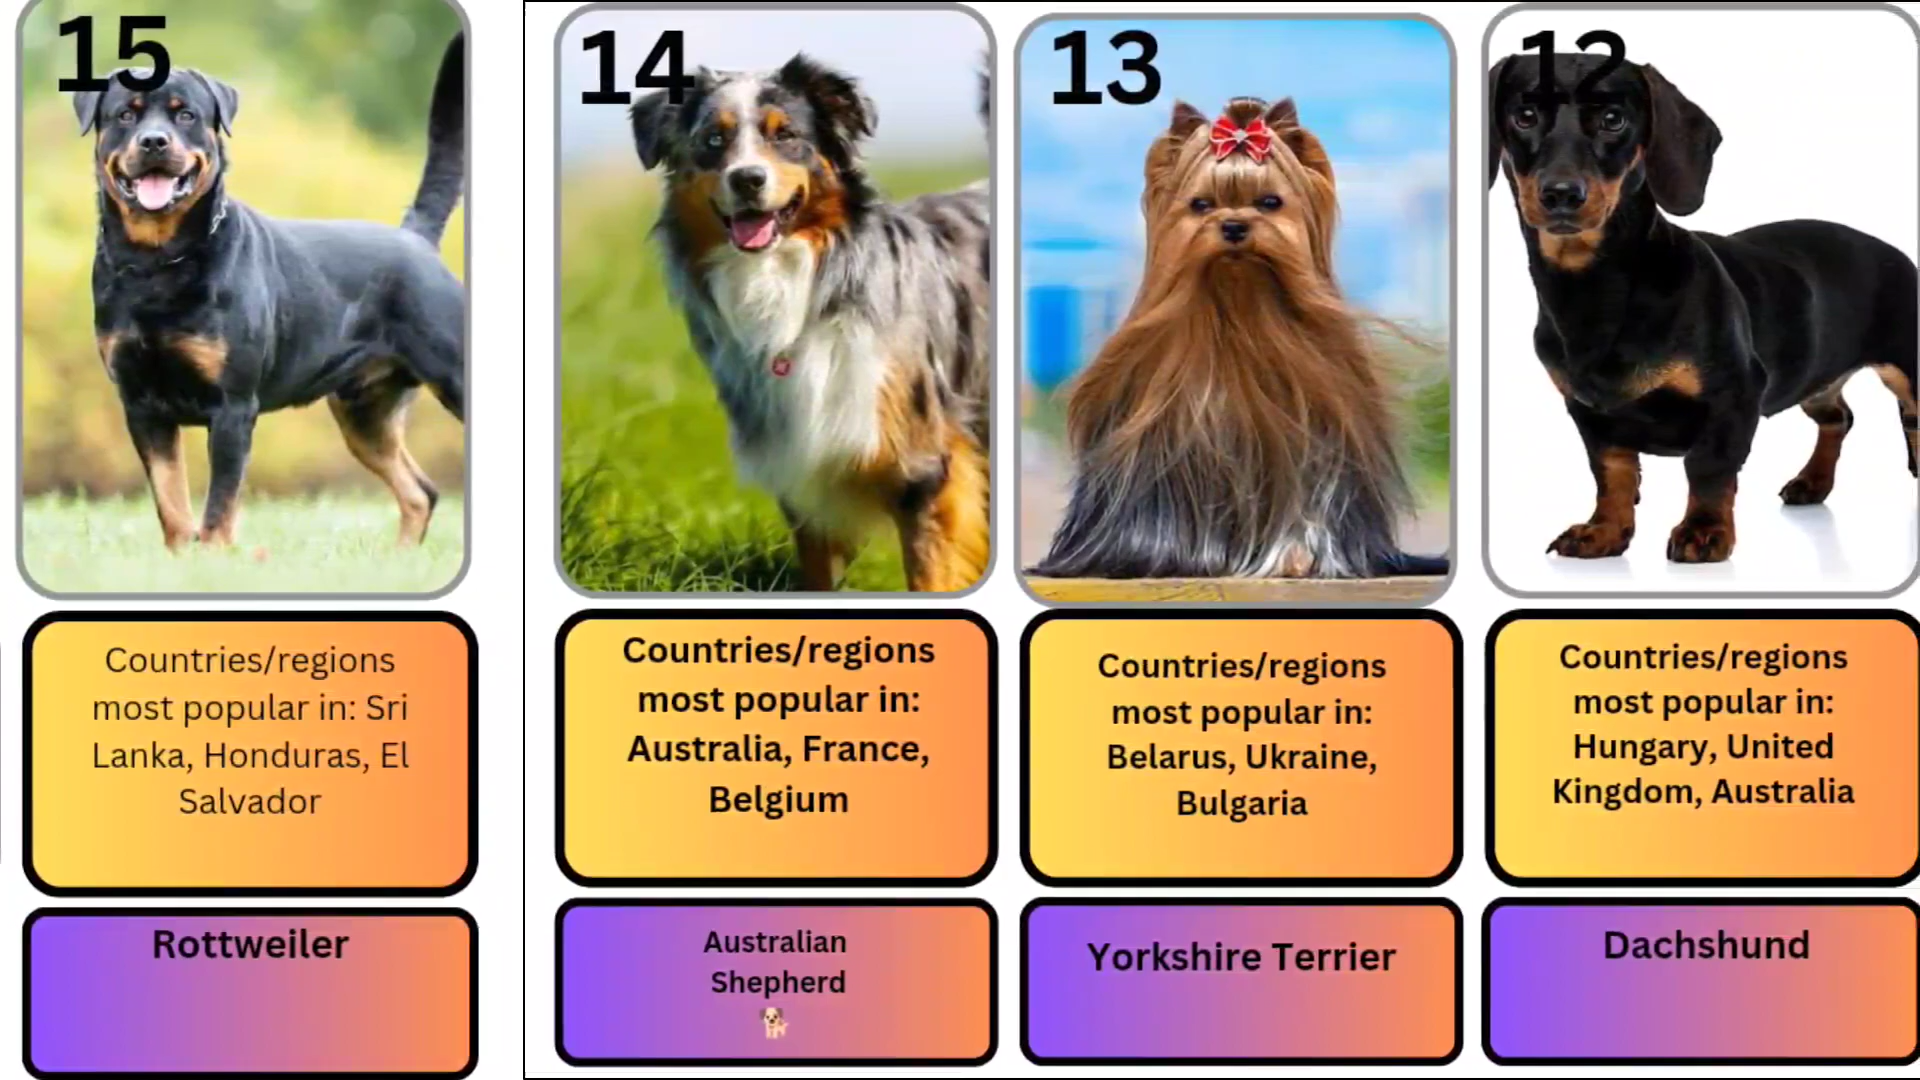 15
Countries/regions
most popular in: Sri
Lanka, Honduras, El
Salvador
Rottweiler
14
Countries/regions
most popular in:
Australia, France,
Belgium
Australian
Shepherd
🐕
13
Countries/regions
most popular in:
Belarus, Ukraine,
Bulgaria
Yorkshire Terrier
12
Countries/regions
most popular in:
Hungary, United
Kingdom, Australia
Dachshund